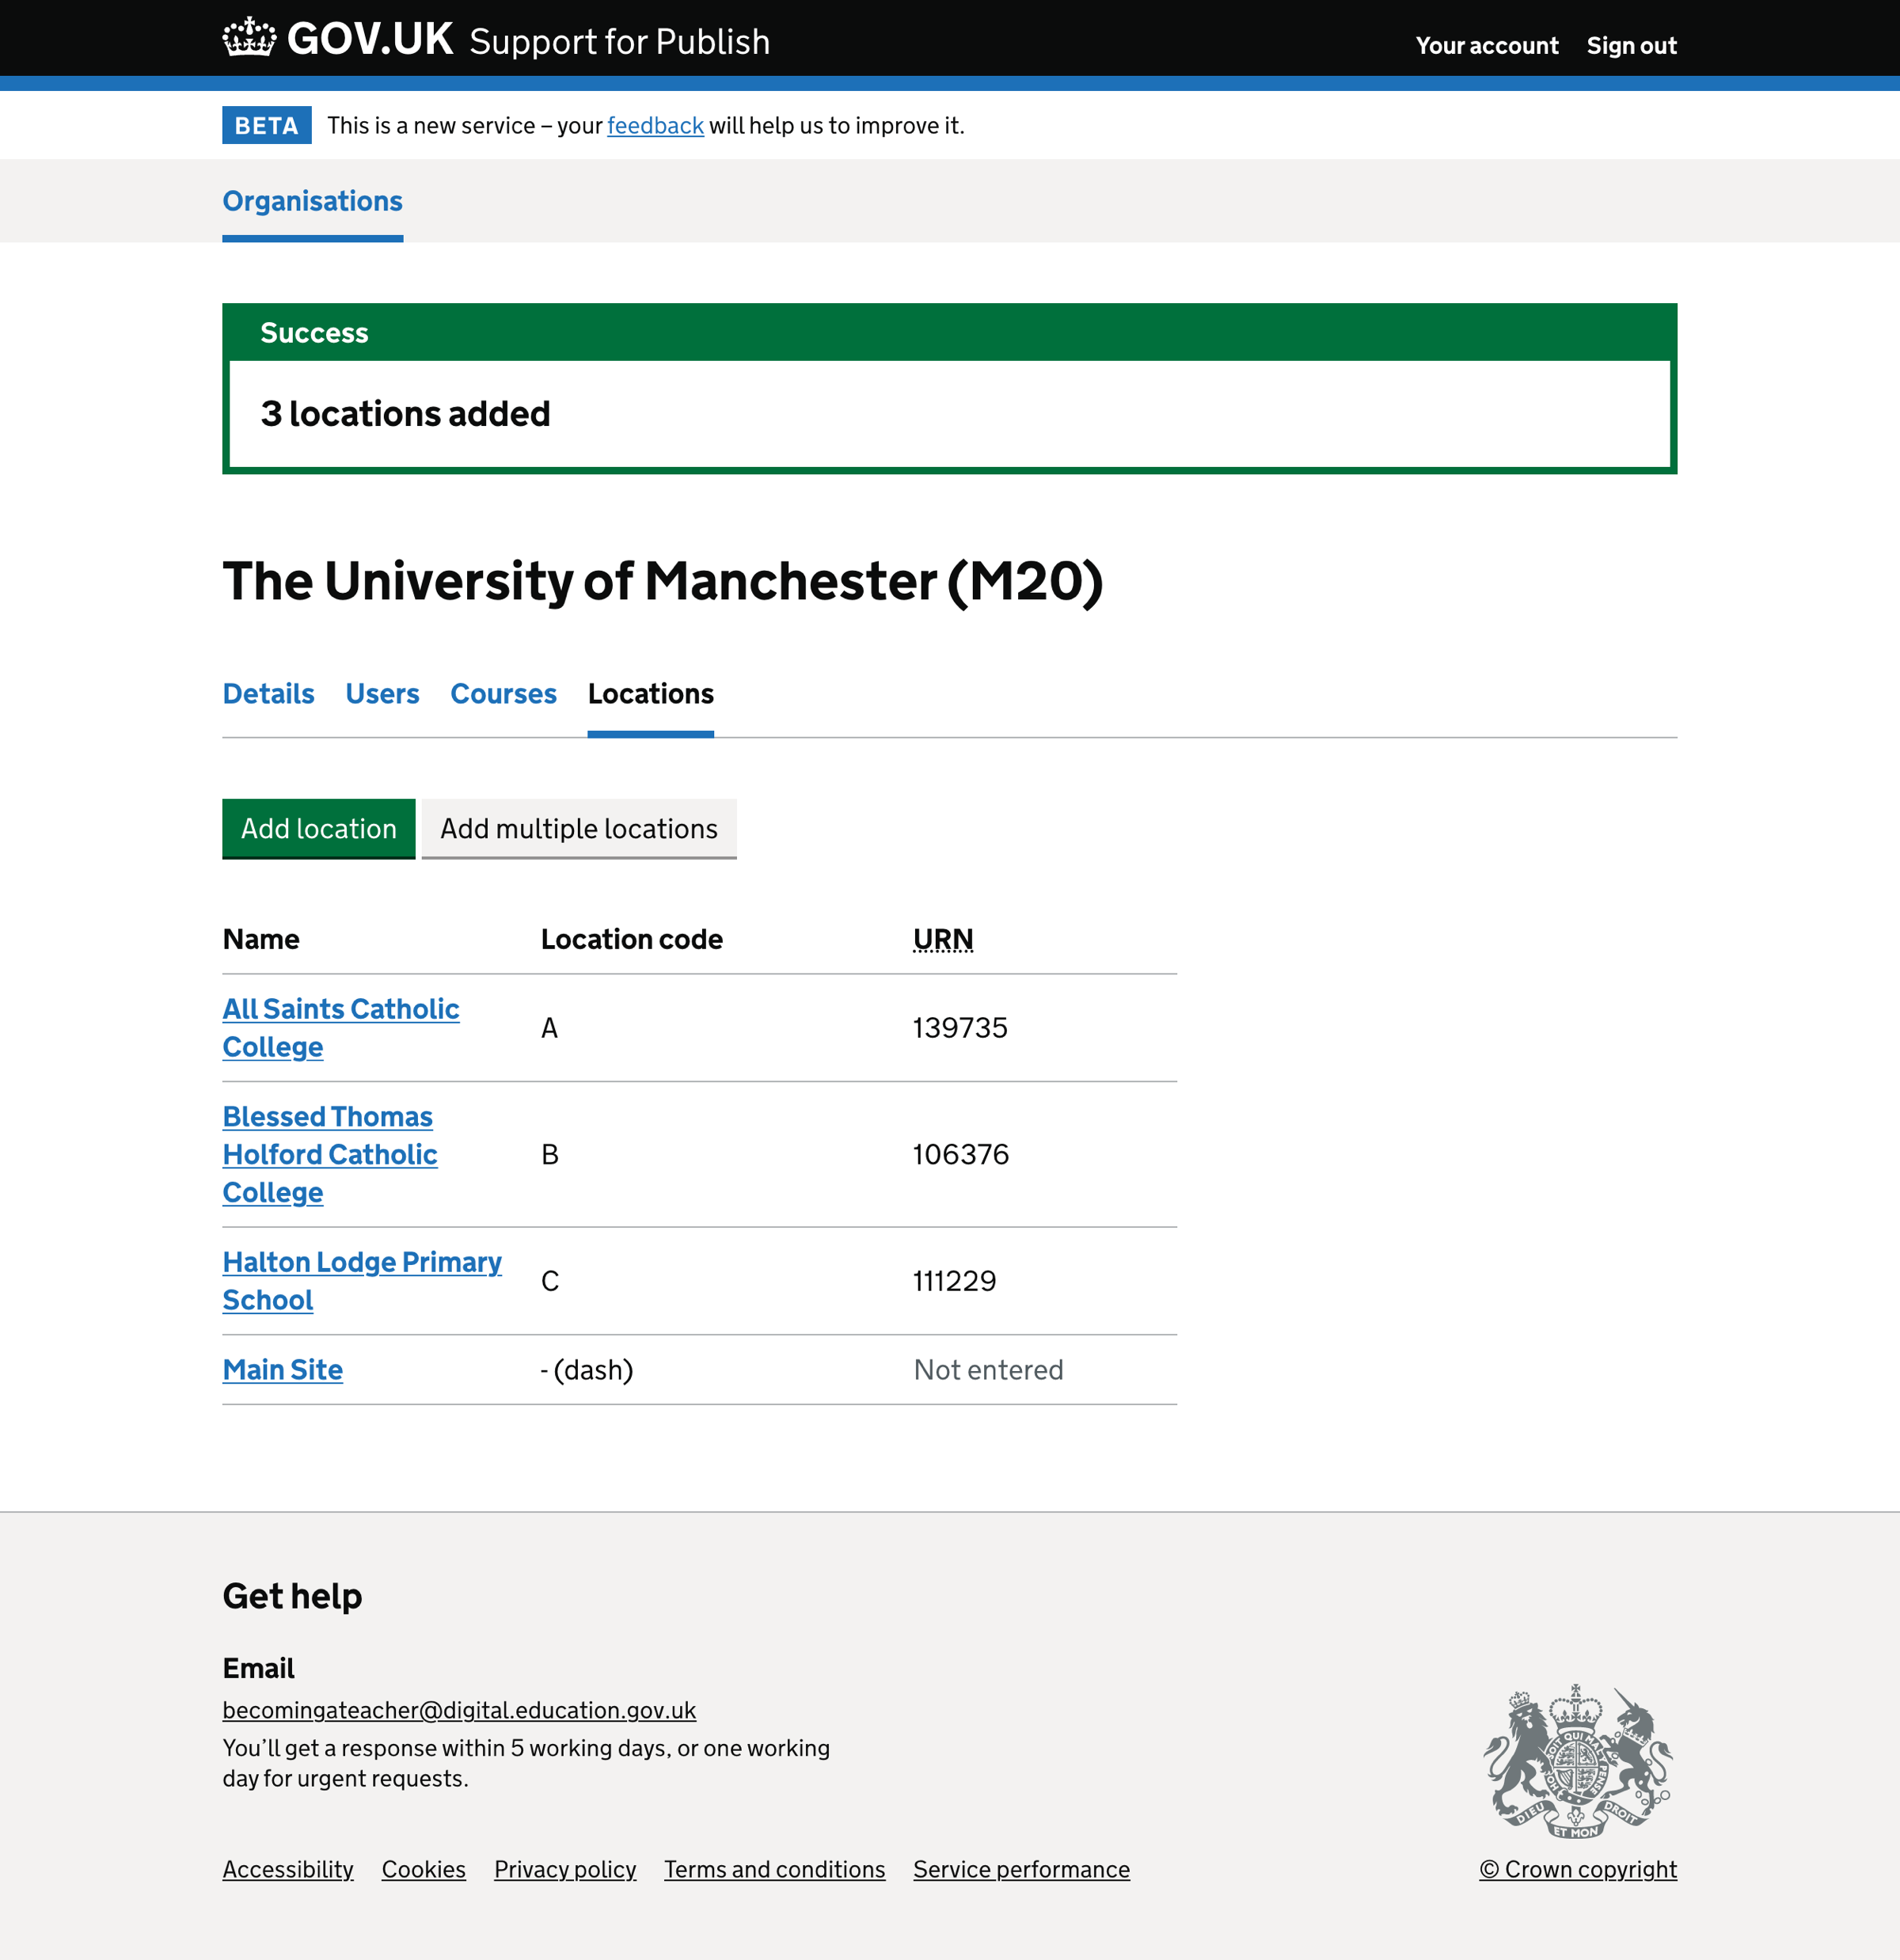 GOV.UK Support for Publish
Your account Sign out
BETA This is a new service – your feedback will help us to improve it.
Organisations
Success
3 locations added
The University of Manchester (M20)
Details Users Courses Locations
Add location Add multiple locations
Name Location code URN
All Saints Catholic
College
A 139735
Blessed Thomas
Holford Catholic
College
B 106376
Halton Lodge Primary
School
C 111229
Main Site - (dash) Not entered
Get help
Email
becomingateacher@digital.education.gov.uk
You’ll get a response within 5 working days, or one working
day for urgent requests.
DIEU ET MON DROIT
Accessibility Cookies Privacy policy Terms and conditions Service performance
© Crown copyright